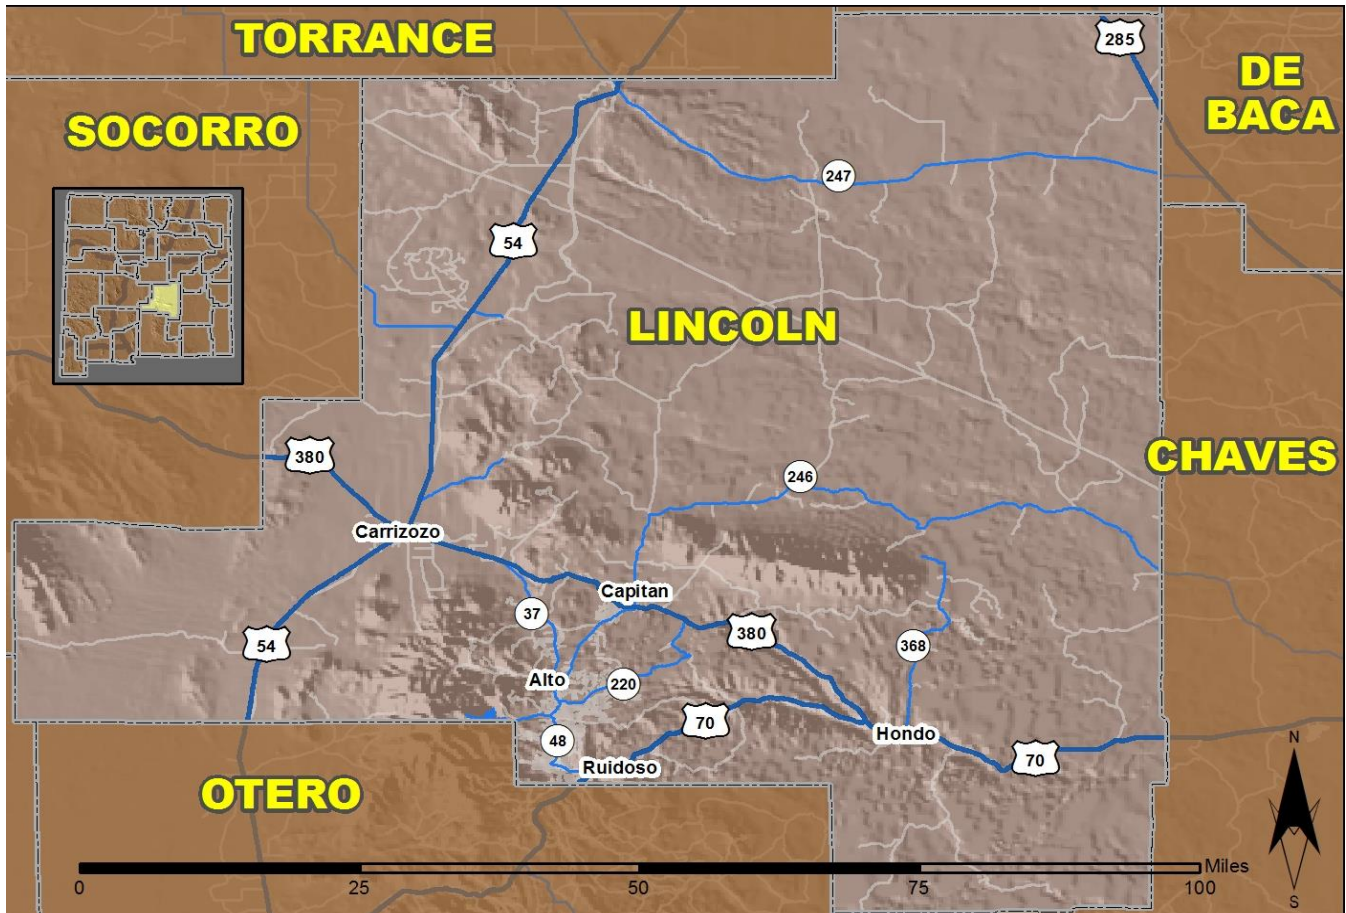 TORRANCE
285
DE
BACA
SOCORRO
247
54
LINCOLN
380
CHAVES
246
Carrizozo
Capitan
37
380
54
368
Alto
220
70
Hondo
48
70
Ruidoso
N
OTERO
Miles
0 25 50 75 100
S